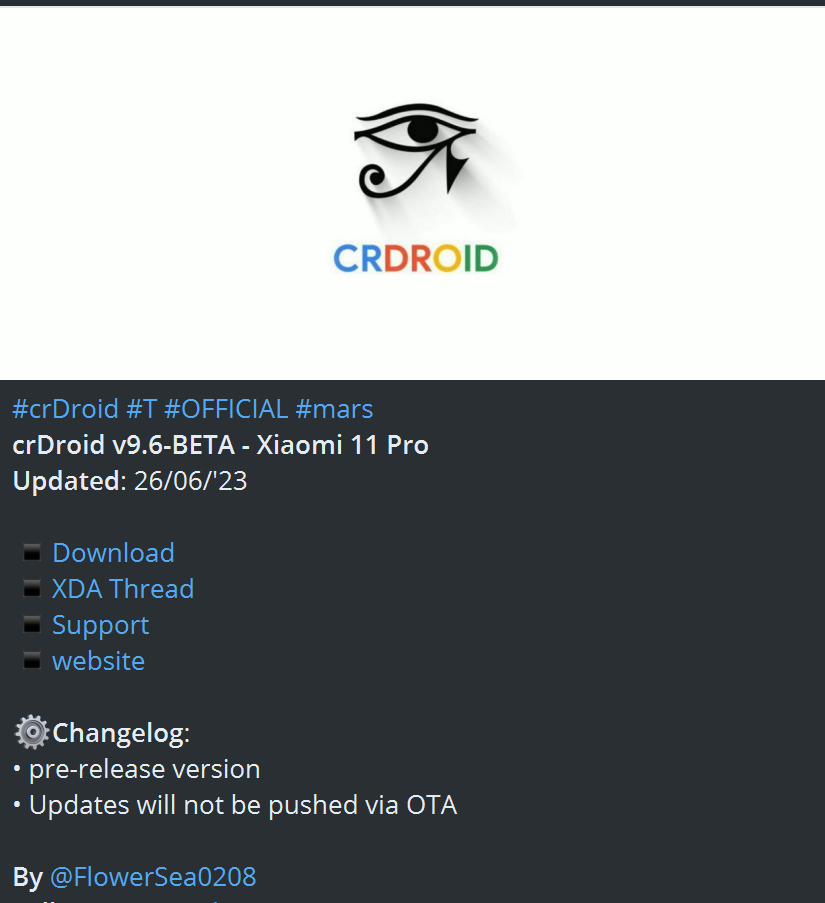 CRDROID
#crDroid #T #OFFICIAL #mars
crDroid v9.6-BETA - Xiaomi 11 Pro
Updated: 26/06/'23
Download
XDA Thread
Support
website
Changelog:
• pre-release version
• Updates will not be pushed via OTA
By @FlowerSea0208